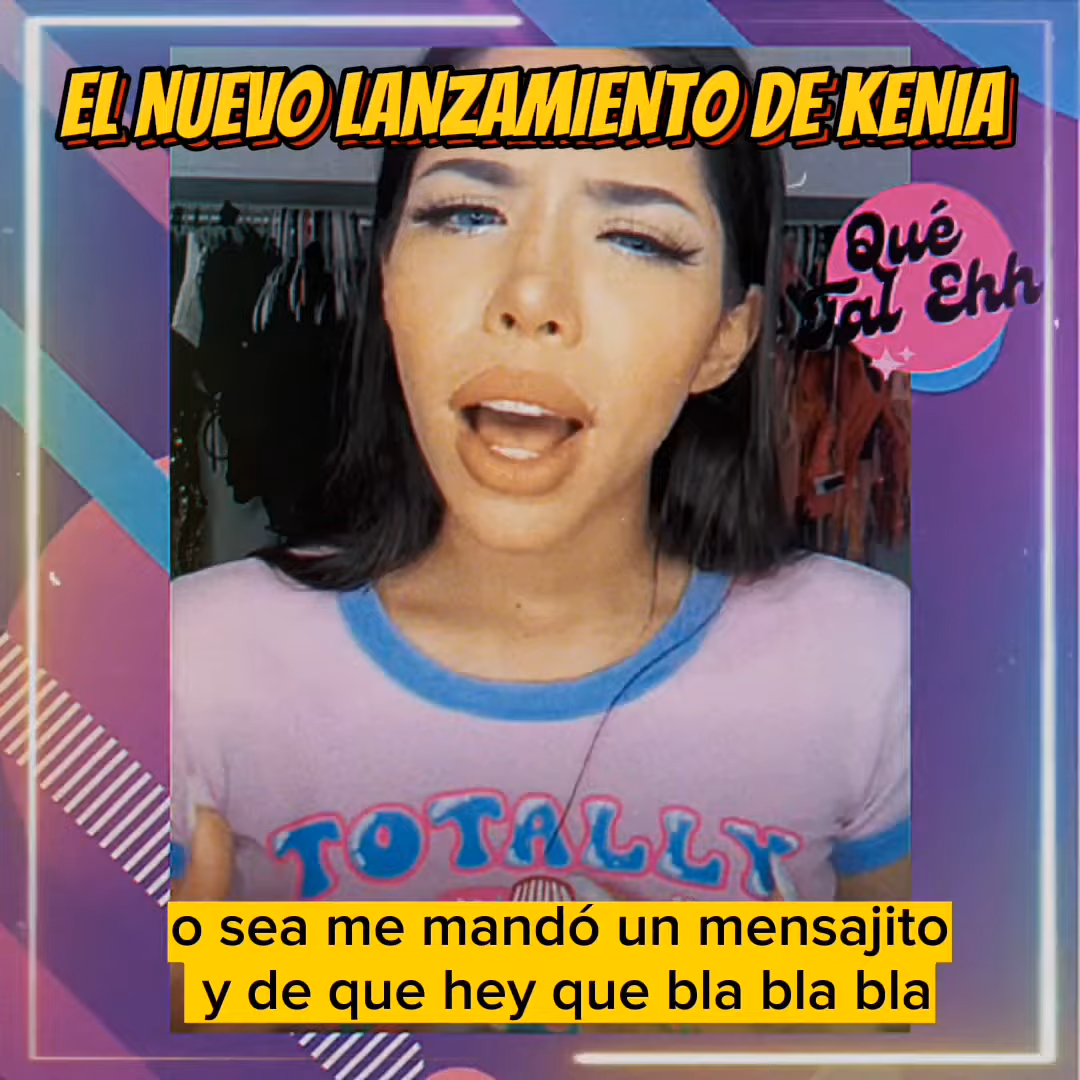 EL NUEVO LANZAMIENTO DE KENIA
Qué
Tal Ehh
TOTALLY
o sea me mandó un mensajito
y de que hey que bla bla bla